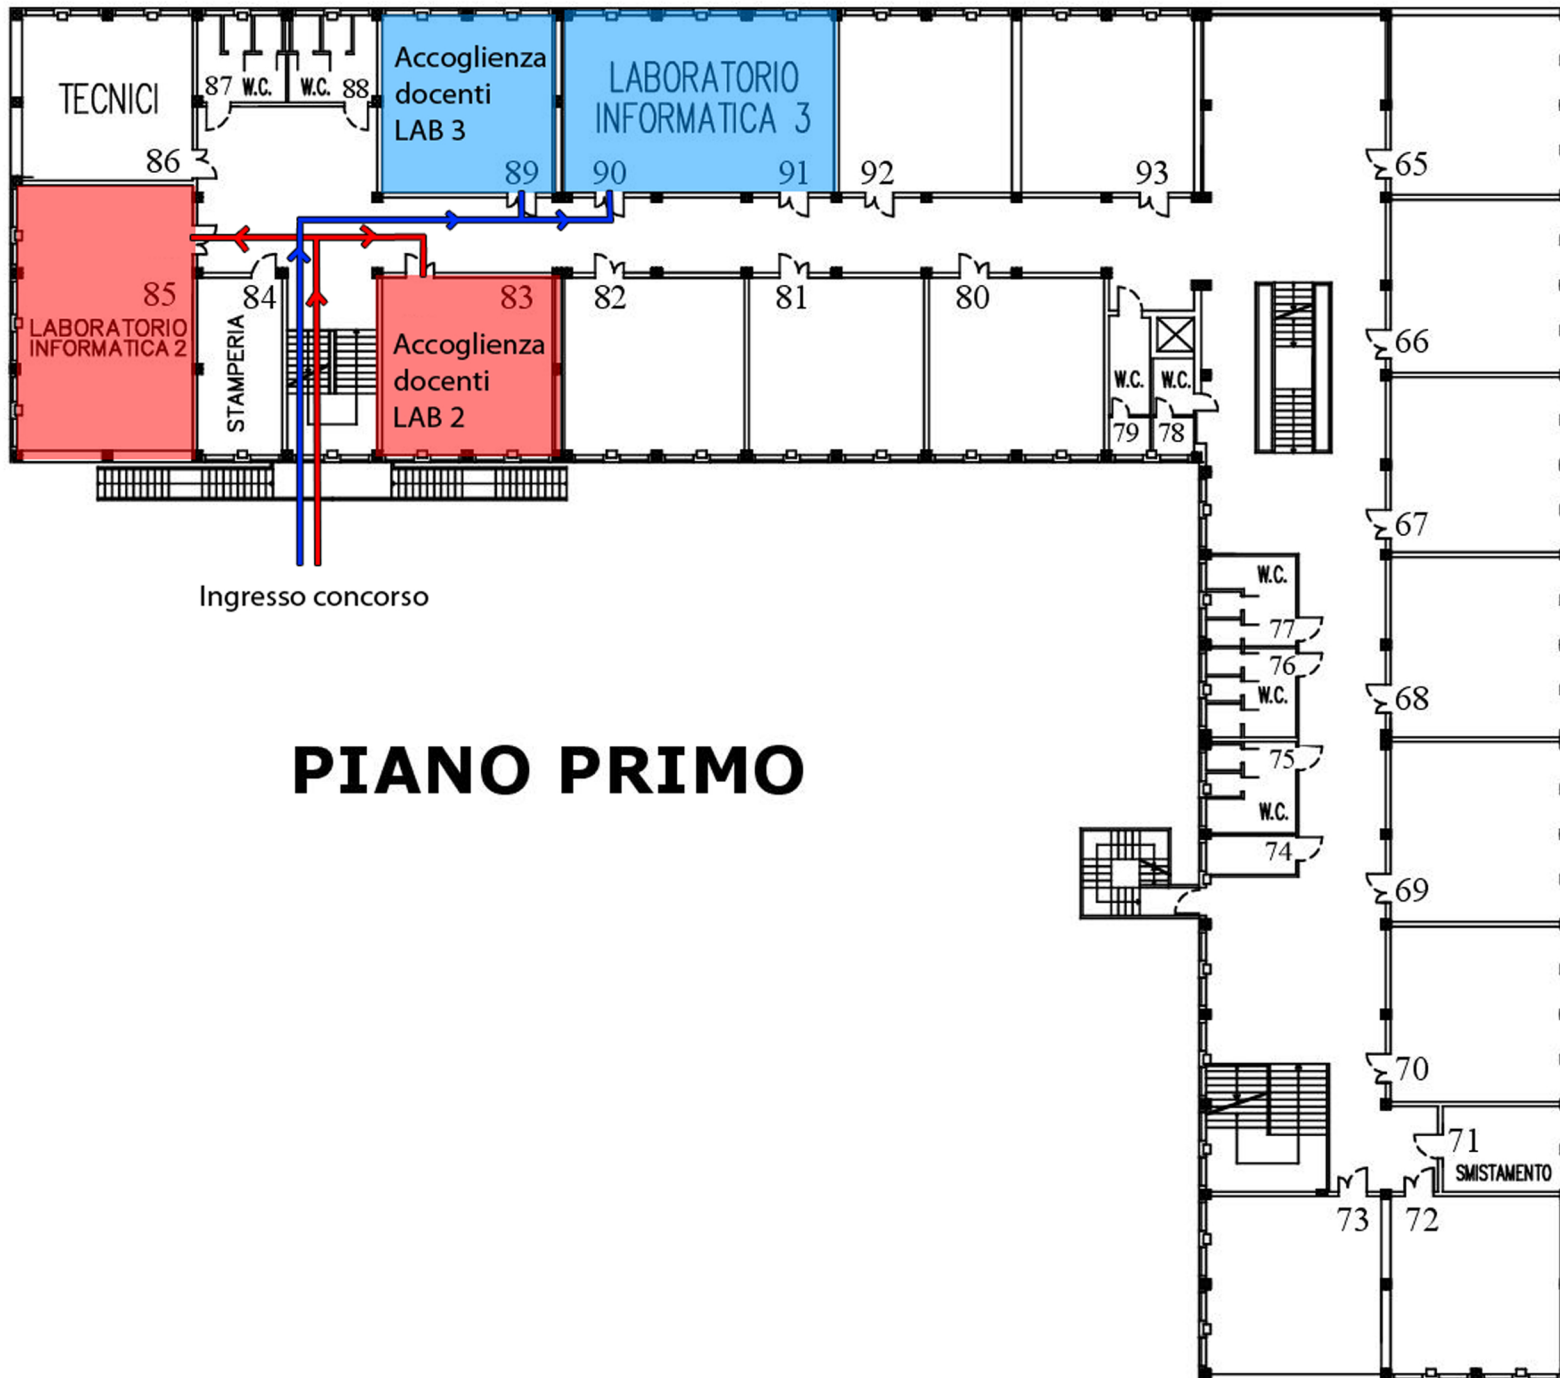 TECNICI
86
87
W.C.
W.C.
88
Accoglienza
docenti
LAB 3
89
LABORATORIO
INFORMATICA 3
90
91
92
93
65
85
LABORATORIO
INFORMATICA 2
84
STAMPERIA
83
Accoglienza
docenti
LAB 2
82
81
80
W.C.
79
W.C.
78
66
67
Ingresso concorso
W.C.
77
76
W.C.
68
PIANO PRIMO
75
W.C.
74
69
70
71
SMISTAMENTO
73
72